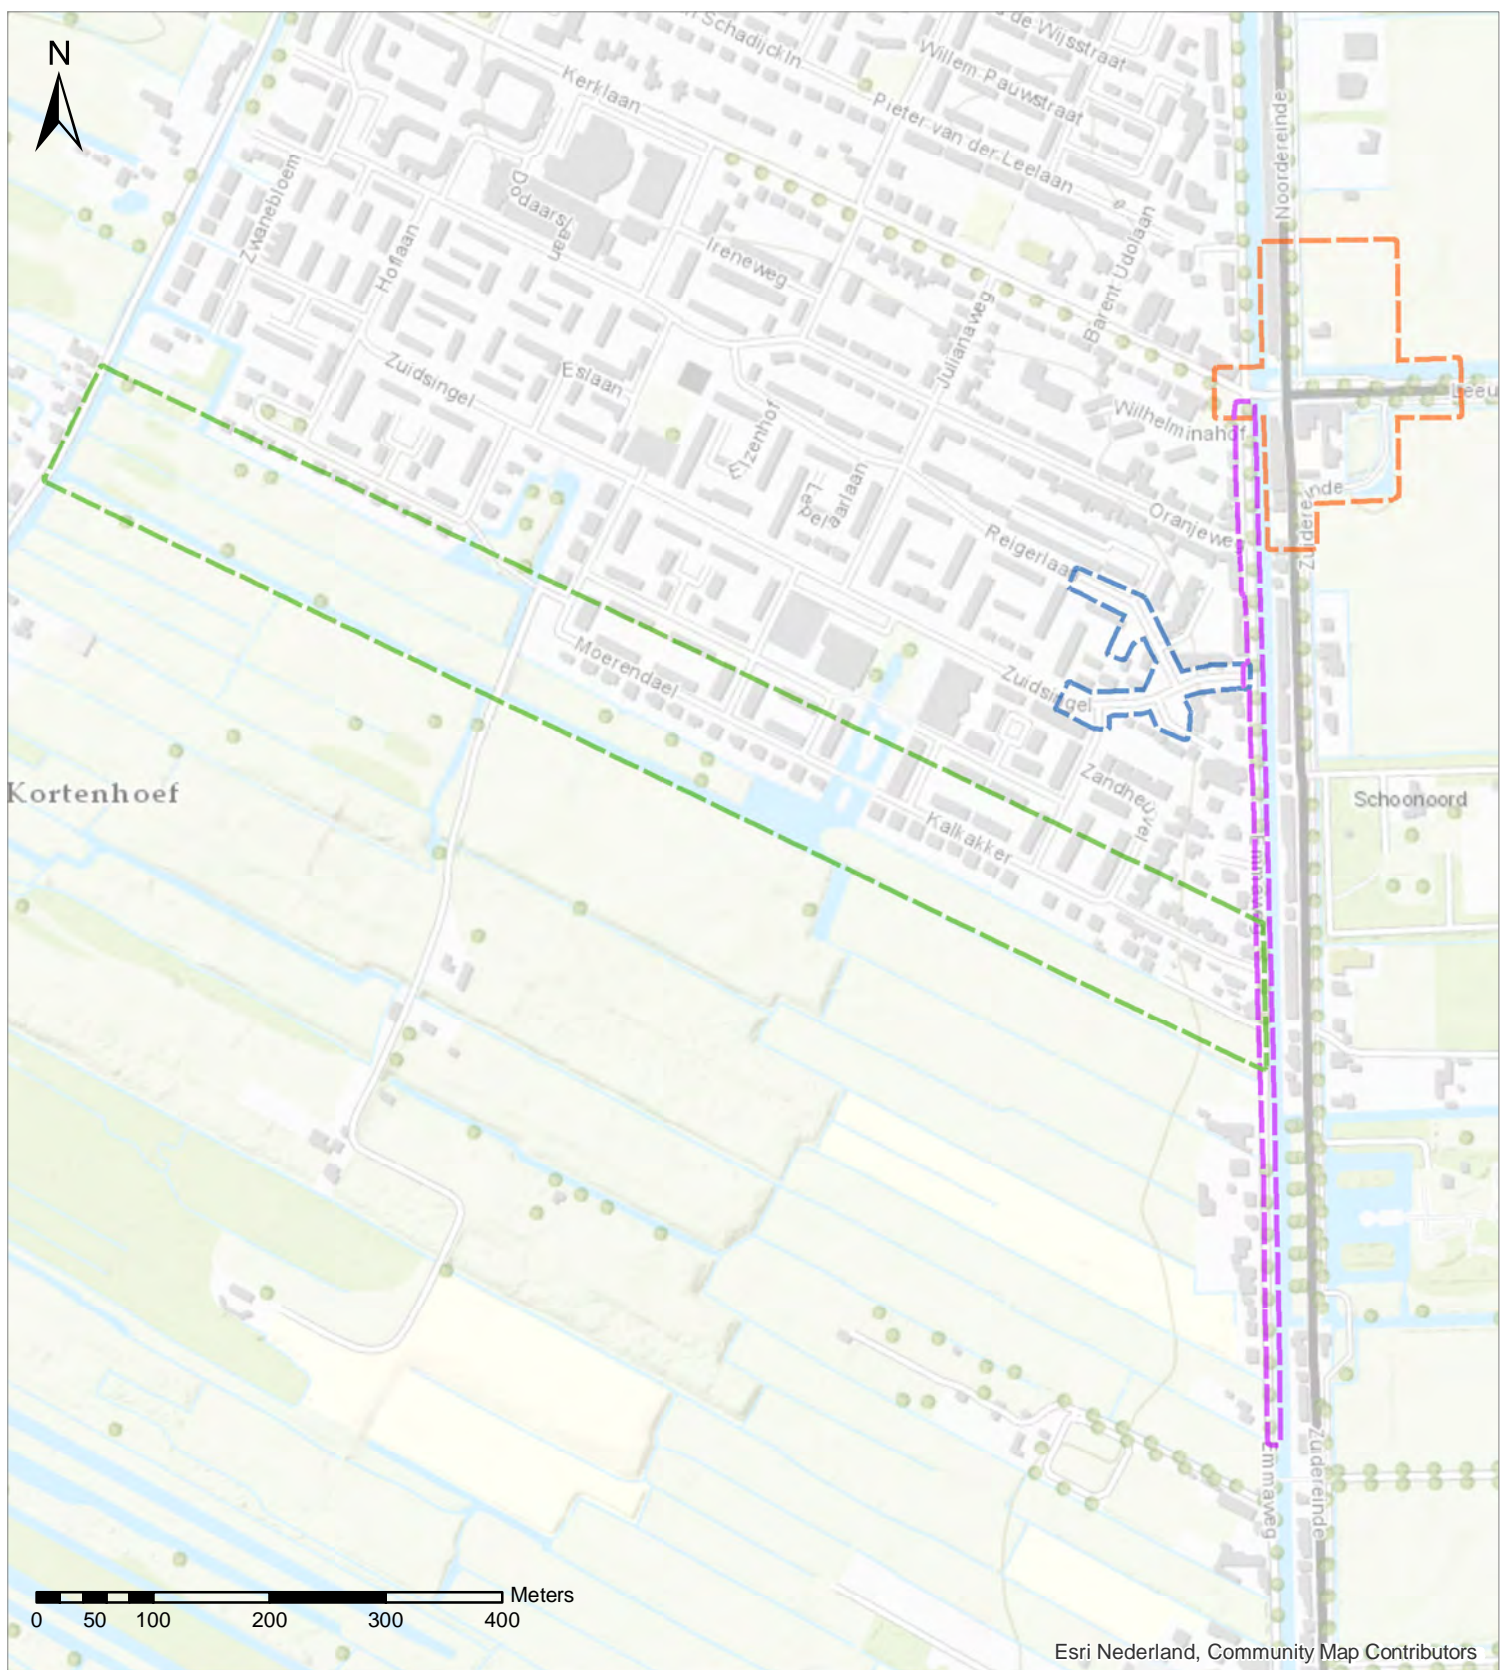 N
Schadijckln
de Wijsstraat
Willem Pauwstraat
Kerklaan
Pieter van der Leelaan
Noordereinde
Zwanebloem
Dodaarslaan
Hoflaan
Ireneweg
Barent Udolaan
Julianaweg
Zuidsingel
Eslaan
Leeu
Wilhelminahof
Elzenhof
Lepelaarlaan
Zuidereinde
Oranjeweg
Reigerlaan
Moerendael
Zuidsingel
Zandheuvel
Kortenhoef
Schoonoord
Kalkakker
Emmaweg
Emmaweg
Zuidereinde
Meters
0 50 100 200 300 400
Esri Nederland, Community Map Contributors